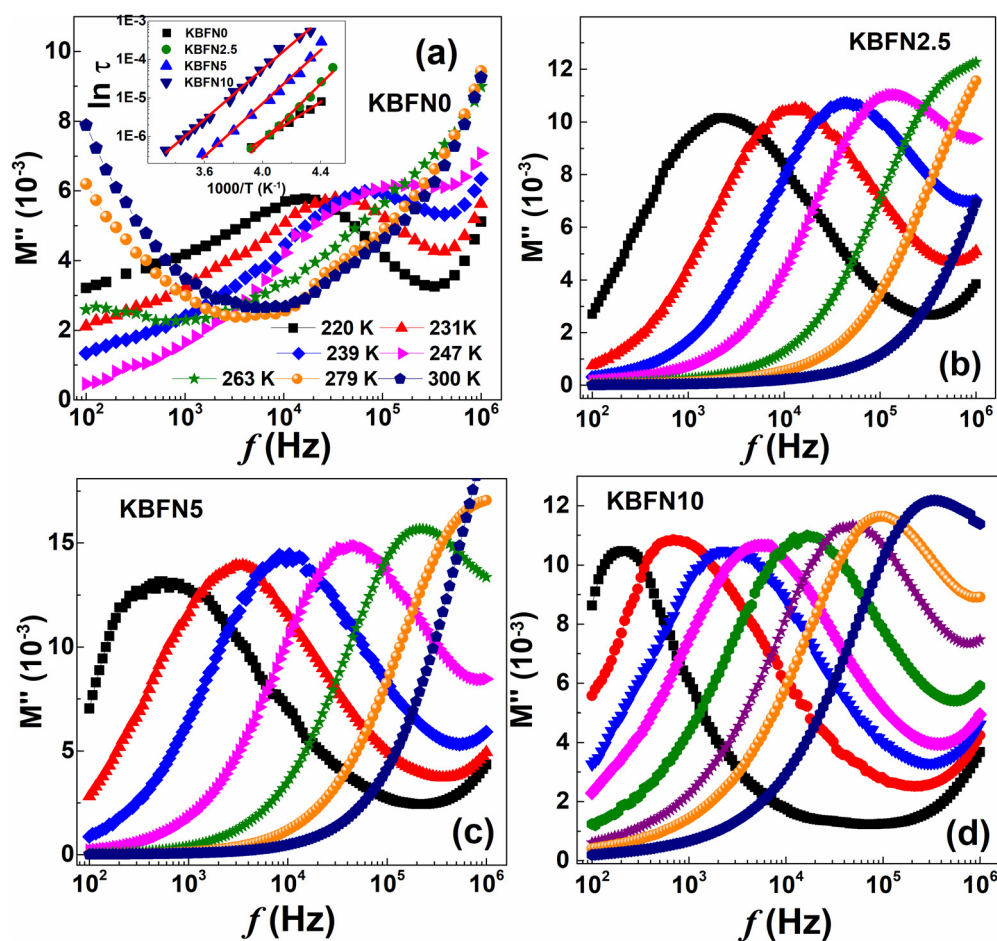 (a)
KBFN0
KBFN0
KBFN2.5
KBFN5
KBFN10
ln τ
1E-3
1E-4
1E-5
1E-6
3.6 4.0 4.4
1000/T (K⁻¹)
M'' (10⁻³)
10
8
6
4
2
0
220 K 231K
239 K 247 K
263 K 279 K 300 K
10² 10³ 10⁴ 10⁵ 10⁶
f (Hz)
KBFN2.5
(b)
M'' (10⁻³)
12
10
8
6
4
2
0
10² 10³ 10⁴ 10⁵ 10⁶
f (Hz)
KBFN5
(c)
M'' (10⁻³)
15
10
5
0
10² 10³ 10⁴ 10⁵ 10⁶
f (Hz)
KBFN10
(d)
M'' (10⁻³)
12
10
8
6
4
2
0
10² 10³ 10⁴ 10⁵ 10⁶
f (Hz)